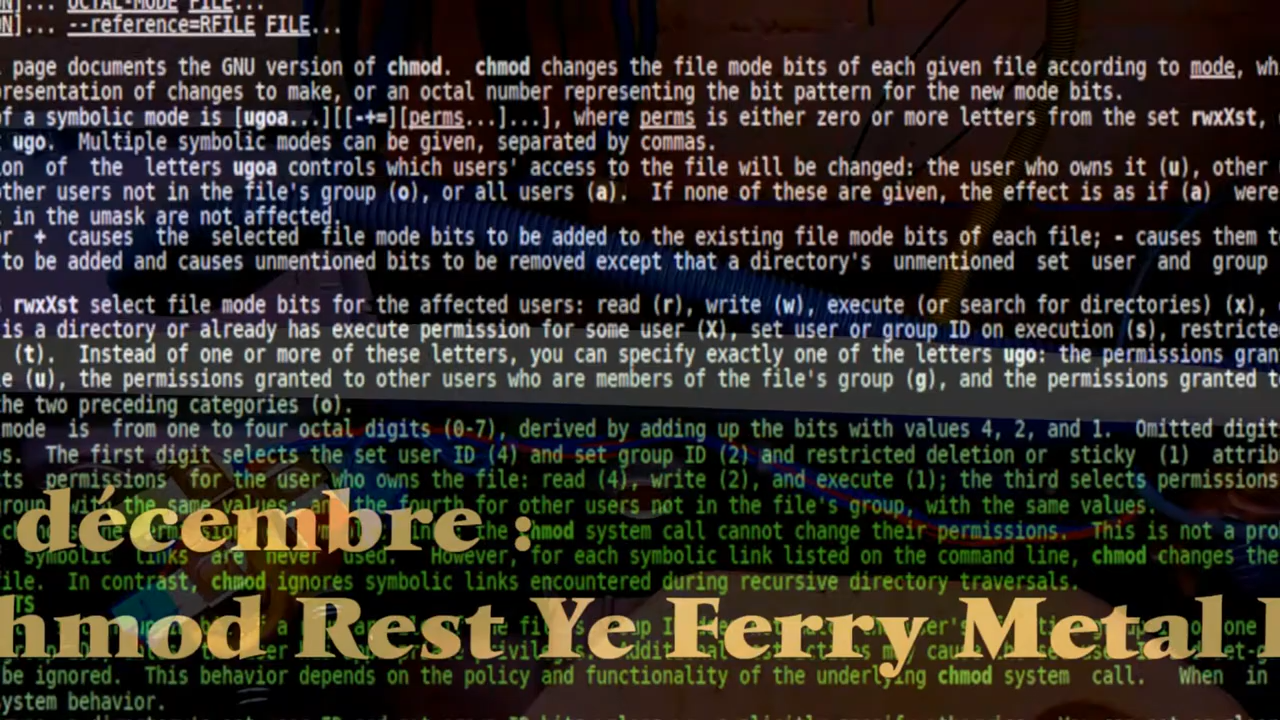 N]... OCTAL-MODE FILE...
ON]... --reference=RFILE FILE...
page documents the GNU version of chmod. chmod changes the file mode bits of each given file according to mode, wh
resentation of changes to make, or an octal number representing the bit pattern for the new mode bits.
of a symbolic mode is [ugoa...][[-+=][perms...]...], where perms is either zero or more letters from the set rwxXst,
ugo. Multiple symbolic modes can be given, separated by commas.
ion of the letters ugoa controls which users' access to the file will be changed: the user who owns it (u), other
other users not in the file's group (o), or all users (a). If none of these are given, the effect is as if (a) were
t in the umask are not affected.
or + causes the selected file mode bits to be added to the existing file mode bits of each file; - causes them t
to be added and causes unmentioned bits to be removed except that a directory's unmentioned set user and group
s rwxXst select file mode bits for the affected users: read (r), write (w), execute (or search for directories) (x),
is a directory or already has execute permission for some user (X), set user or group ID on execution (s), restricte
(t). Instead of one or more of these letters, you can specify exactly one of the letters ugo: the permissions gran
e (u), the permissions granted to other users who are members of the file's group (g), and the permissions granted t
he two preceding categories (o).
mode is from one to four octal digits (0-7), derived by adding up the bits with values 4, 2, and 1. Omitted digit
s. The first digit selects the set user ID (4) and set group ID (2) and restricted deletion or sticky (1) attrib
ts permissions for the user who owns the file: read (4), write (2), and execute (1); the third selects permissions
group, with the same values; and the fourth for other users not in the file's group, with the same values.
décembre :
the chmod system call cannot change their permissions. This is not a pro
symbolic links are never used. However, for each symbolic link listed on the command line, chmod changes the
file. In contrast, chmod ignores symbolic links encountered during recursive directory traversals.
TS
hmod Rest Ye Ferry Metal
be ignored. This behavior depends on the policy and functionality of the underlying chmod system call. When in
system behavior.